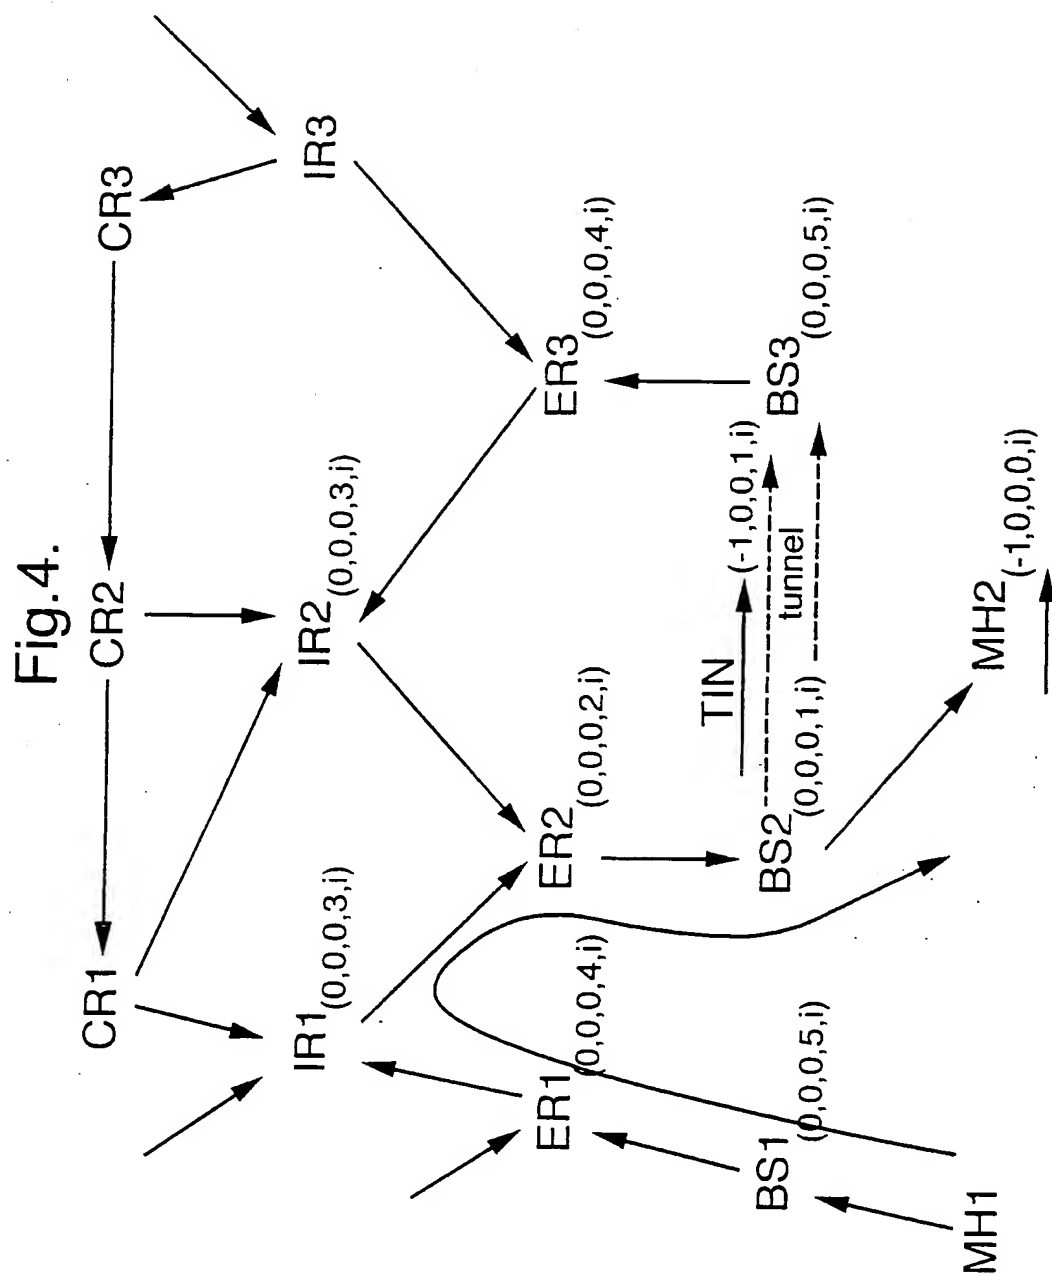 Fig.4.
CR1
CR2
CR3
IR1(0,0,0,3,i)
IR2(0,0,0,3,i)
IR3
ER1(0,0,0,4,i)
ER2(0,0,0,2,i)
ER3(0,0,0,4,i)
TIN
(-1,0,0,1,i)
tunnel
BS1(0,0,0,5,i)
BS2(0,0,0,1,i)
BS3(0,0,0,5,i)
MH1
MH2(-1,0,0,0,i)